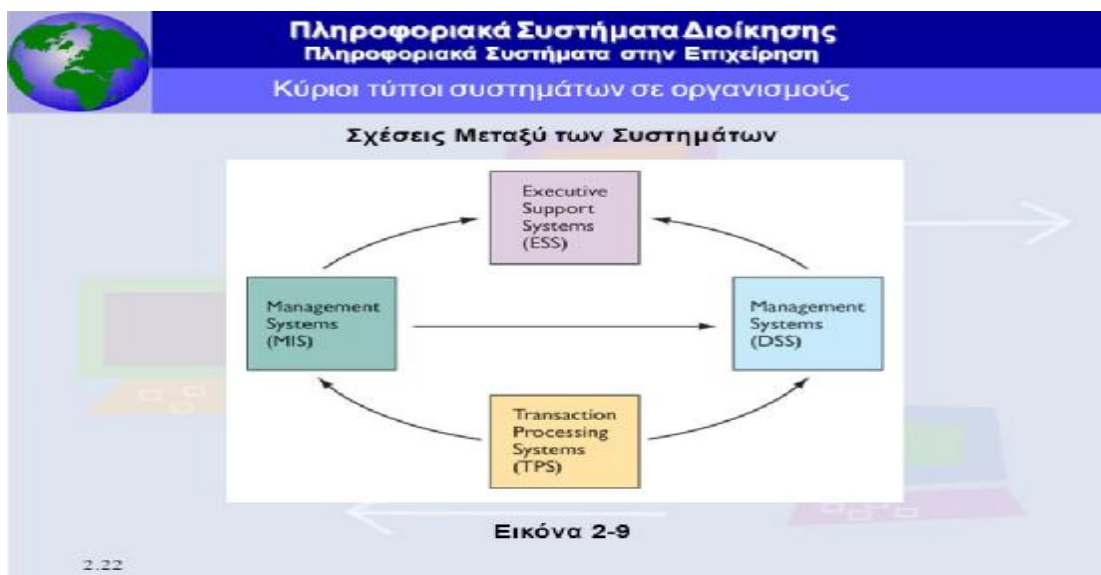 Πληροφοριακά Συστήματα Διοίκησης
Πληροφοριακά Συστήματα στην Επιχείρηση
Κύριοι τύποι συστημάτων σε οργανισμούς
Σχέσεις Μεταξύ των Συστημάτων
Executive
Support
Systems
(ESS)
Management
Systems
(MIS)
Management
Systems
(DSS)
Transaction
Processing
Systems
(TPS)
Εικόνα 2-9
2.22